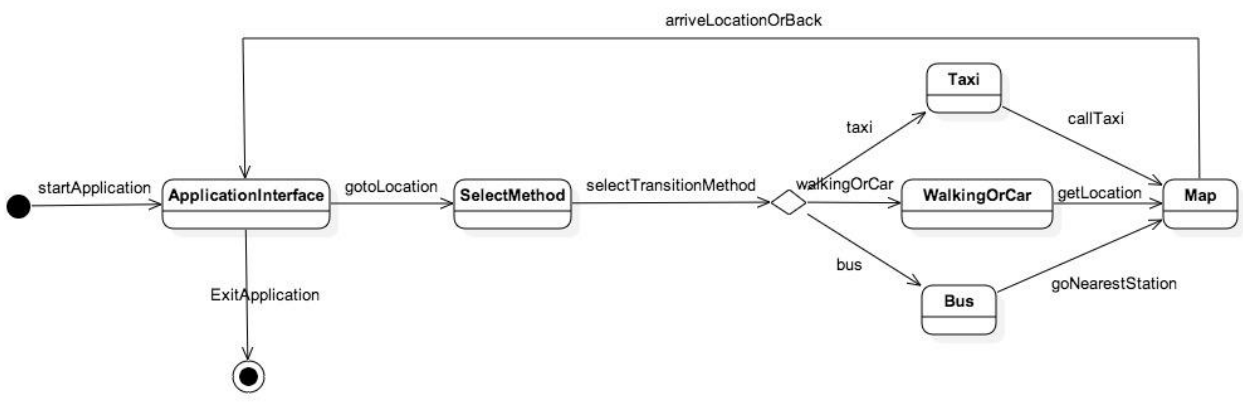 arriveLocationOrBack
Taxi
taxi
callTaxi
startApplication
ApplicationInterface
gotoLocation
SelectMethod
selectTransitionMethod
walkingOrCar
WalkingOrCar
getLocation
Map
bus
ExitApplication
Bus
goNearestStation